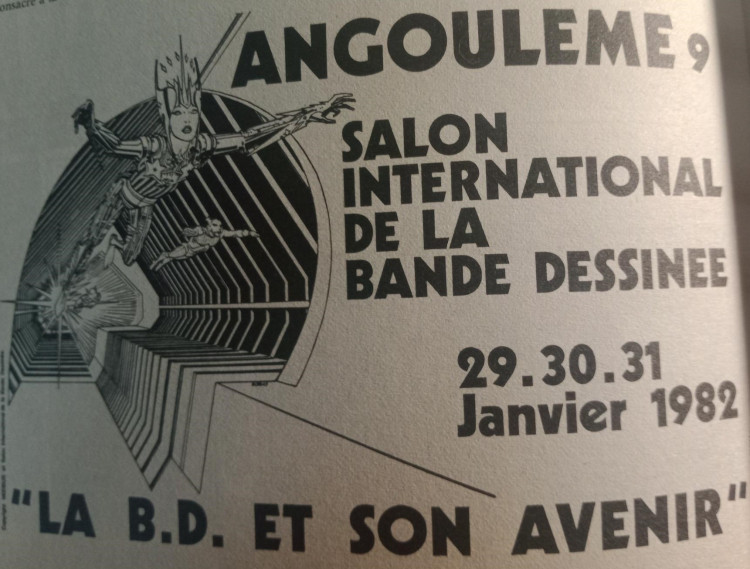 ANGOULEME 9
SALON
INTERNATIONAL
DE LA
BANDE DESSINEE
29.30.31
Janvier 1982
"LA B.D. ET SON AVENIR"